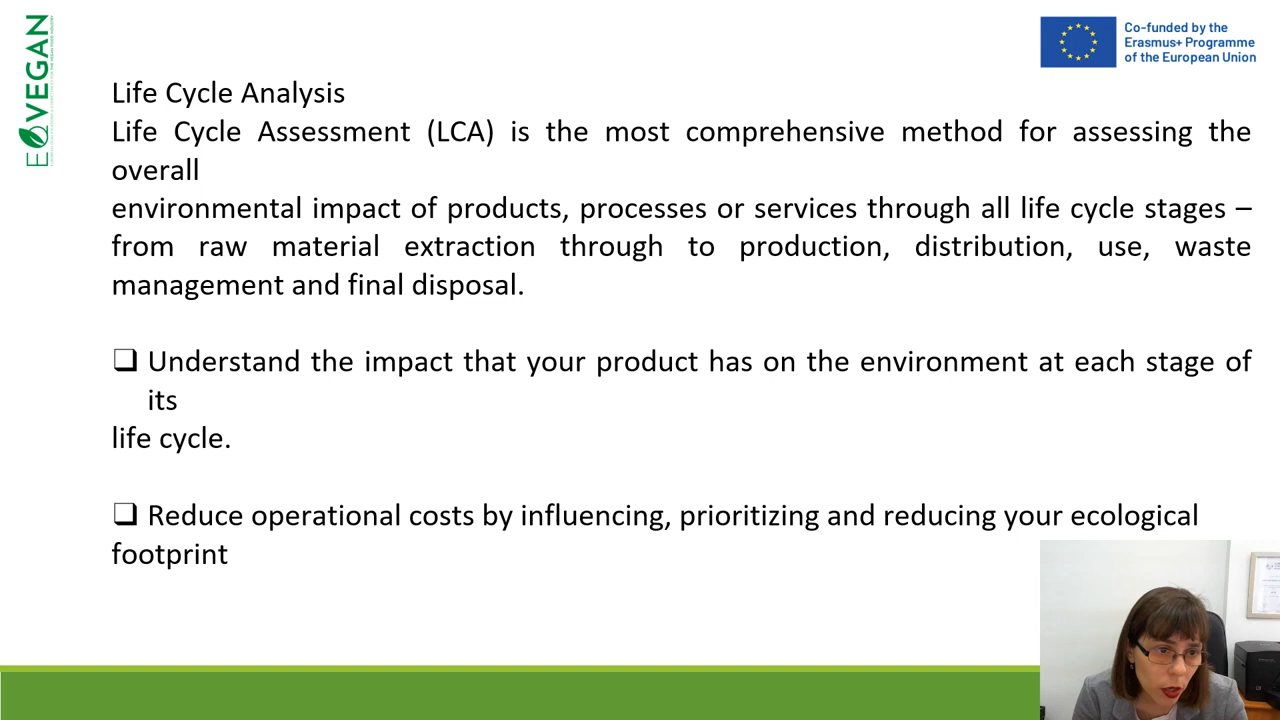 EQVEGAN
Co-funded by the
Erasmus+ Programme
of the European Union
Life Cycle Analysis
Life Cycle Assessment (LCA) is the most comprehensive method for assessing the
overall
environmental impact of products, processes or services through all life cycle stages –
from raw material extraction through to production, distribution, use, waste
management and final disposal.
❑ Understand the impact that your product has on the environment at each stage of
its
life cycle.
❑ Reduce operational costs by influencing, prioritizing and reducing your ecological
footprint